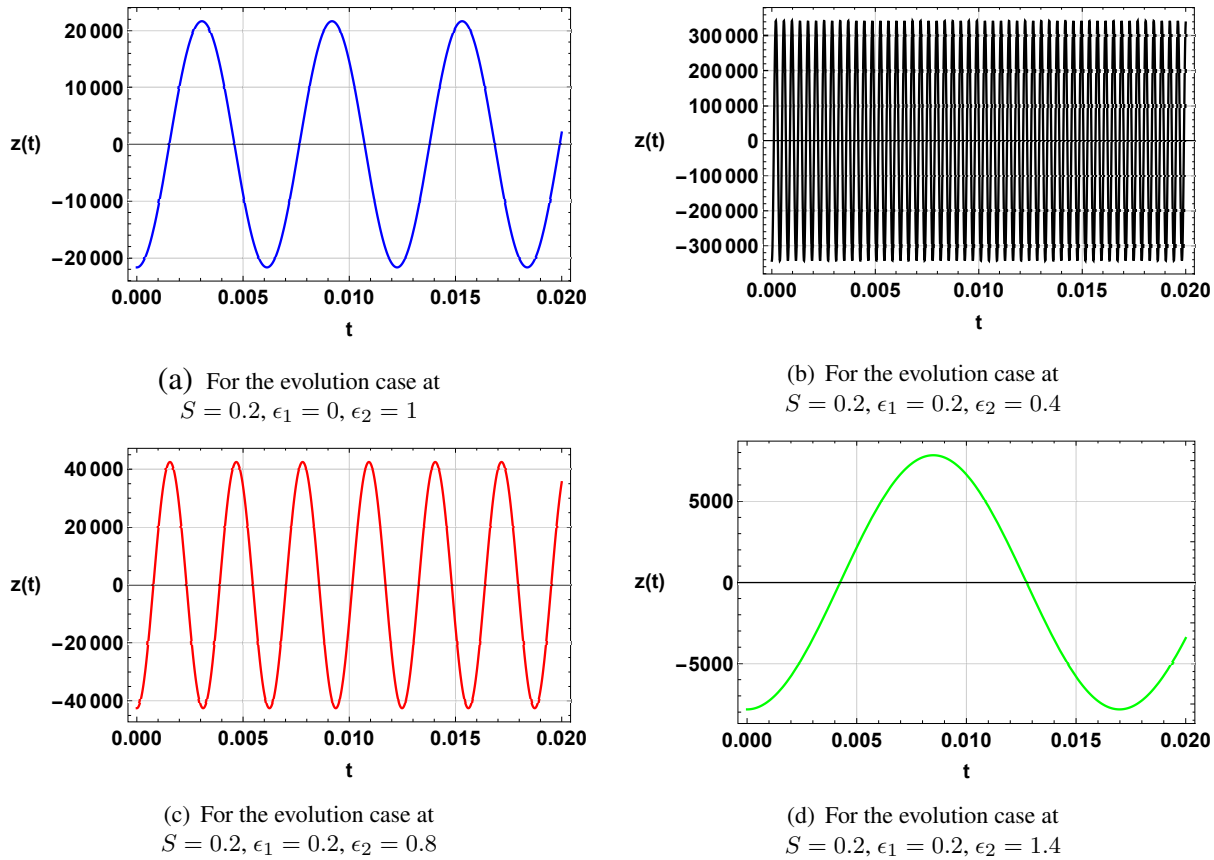 20 000
10 000
0
−10 000
−20 000
z(t)
0.000 0.005 0.010 0.015 0.020
t
(a) For the evolution case at
S = 0.2, ϵ1 = 0, ϵ2 = 1
300 000
200 000
100 000
0
−100 000
−200 000
−300 000
z(t)
0.000 0.005 0.010 0.015 0.020
t
(b) For the evolution case at
S = 0.2, ϵ1 = 0.2, ϵ2 = 0.4
40 000
20 000
0
−20 000
−40 000
z(t)
0.000 0.005 0.010 0.015 0.020
t
(c) For the evolution case at
S = 0.2, ϵ1 = 0.2, ϵ2 = 0.8
5000
0
−5000
z(t)
0.000 0.005 0.010 0.015 0.020
t
(d) For the evolution case at
S = 0.2, ϵ1 = 0.2, ϵ2 = 1.4